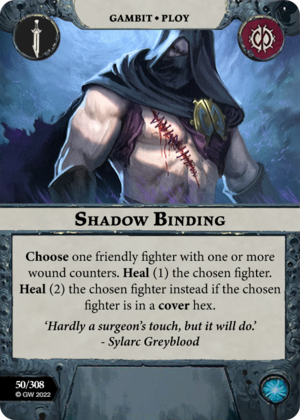 GAMBIT • PLOY
SHADOW BINDING
Choose one friendly fighter with one or more
wound counters. Heal (1) the chosen fighter.
Heal (2) the chosen fighter instead if the chosen
fighter is in a cover hex.
‘Hardly a surgeon’s touch, but it will do.’
- Sylarc Greyblood
50/308
© GW 2022